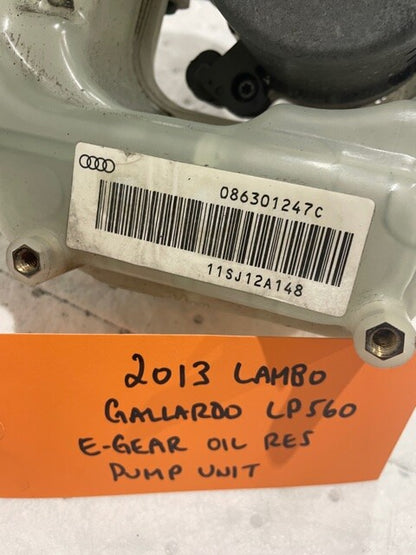 086301247C
11SJ12A148
2013 LAMBO
GALLARDO LP560
E-GEAR OIL RES
PUMP UNIT